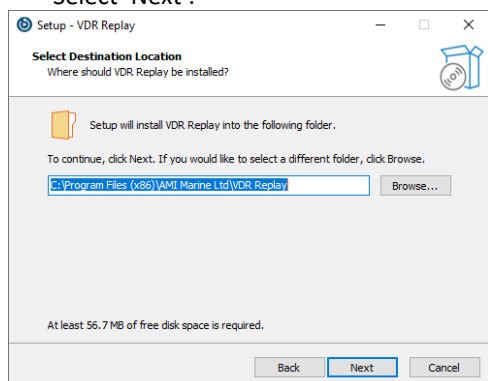 Select "Next".
Setup - VDR Replay
Select Destination Location
Where should VDR Replay be installed?
Setup will install VDR Replay into the following folder.
To continue, click Next. If you would like to select a different folder, click Browse.
C:\Program Files (x86)\AMI Marine Ltd\VDR Replay
Browse...
At least 56.7 MB of free disk space is required.
Back
Next
Cancel